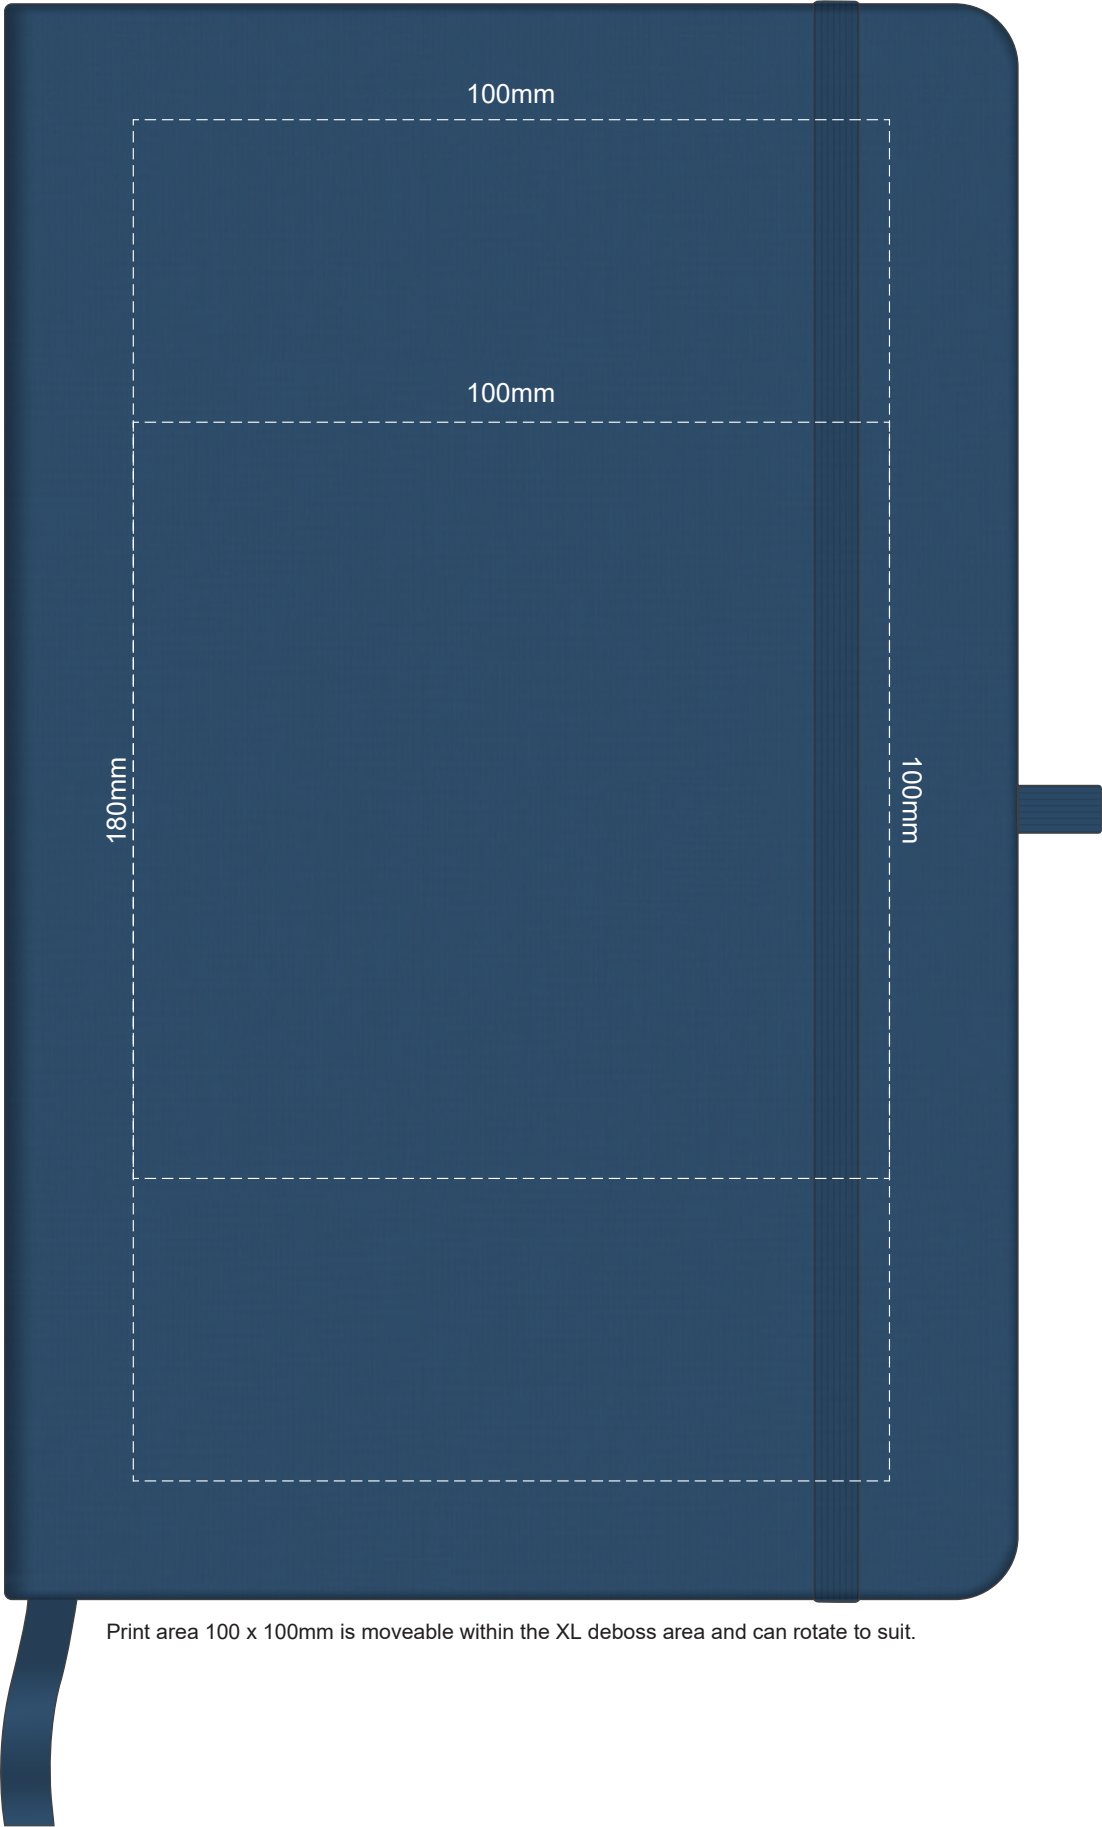 100mm
100mm
180mm
100mm
Print area 100 x 100mm is moveable within the XL deboss area and can rotate to suit.